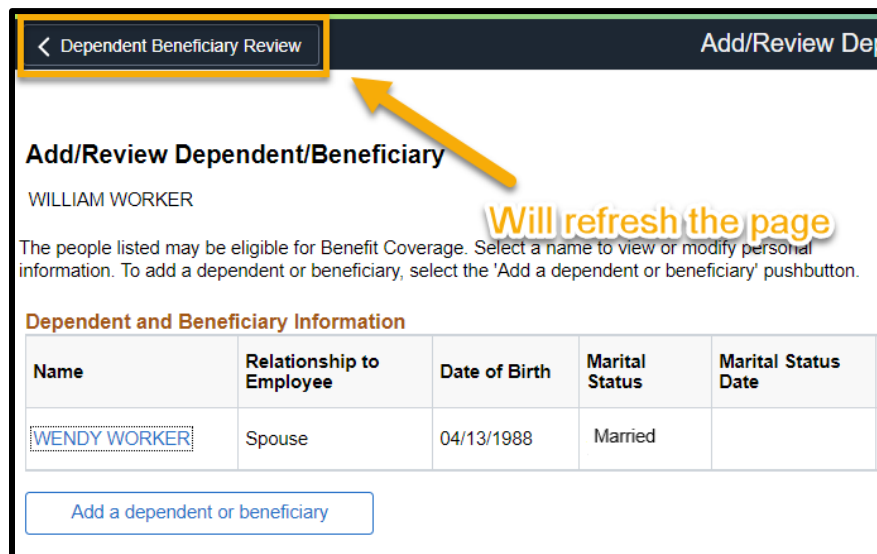 Dependent Beneficiary Review
Add/Review De
Add/Review Dependent/Beneficiary
WILLIAM WORKER
Will refresh the page
The people listed may be eligible for Benefit Coverage. Select a name to view or modify personal
information. To add a dependent or beneficiary, select the 'Add a dependent or beneficiary' pushbutton.
Dependent and Beneficiary Information
Name Relationship to Employee Date of Birth Marital Status Marital Status Date
WENDY WORKER Spouse 04/13/1988 Married
Add a dependent or beneficiary